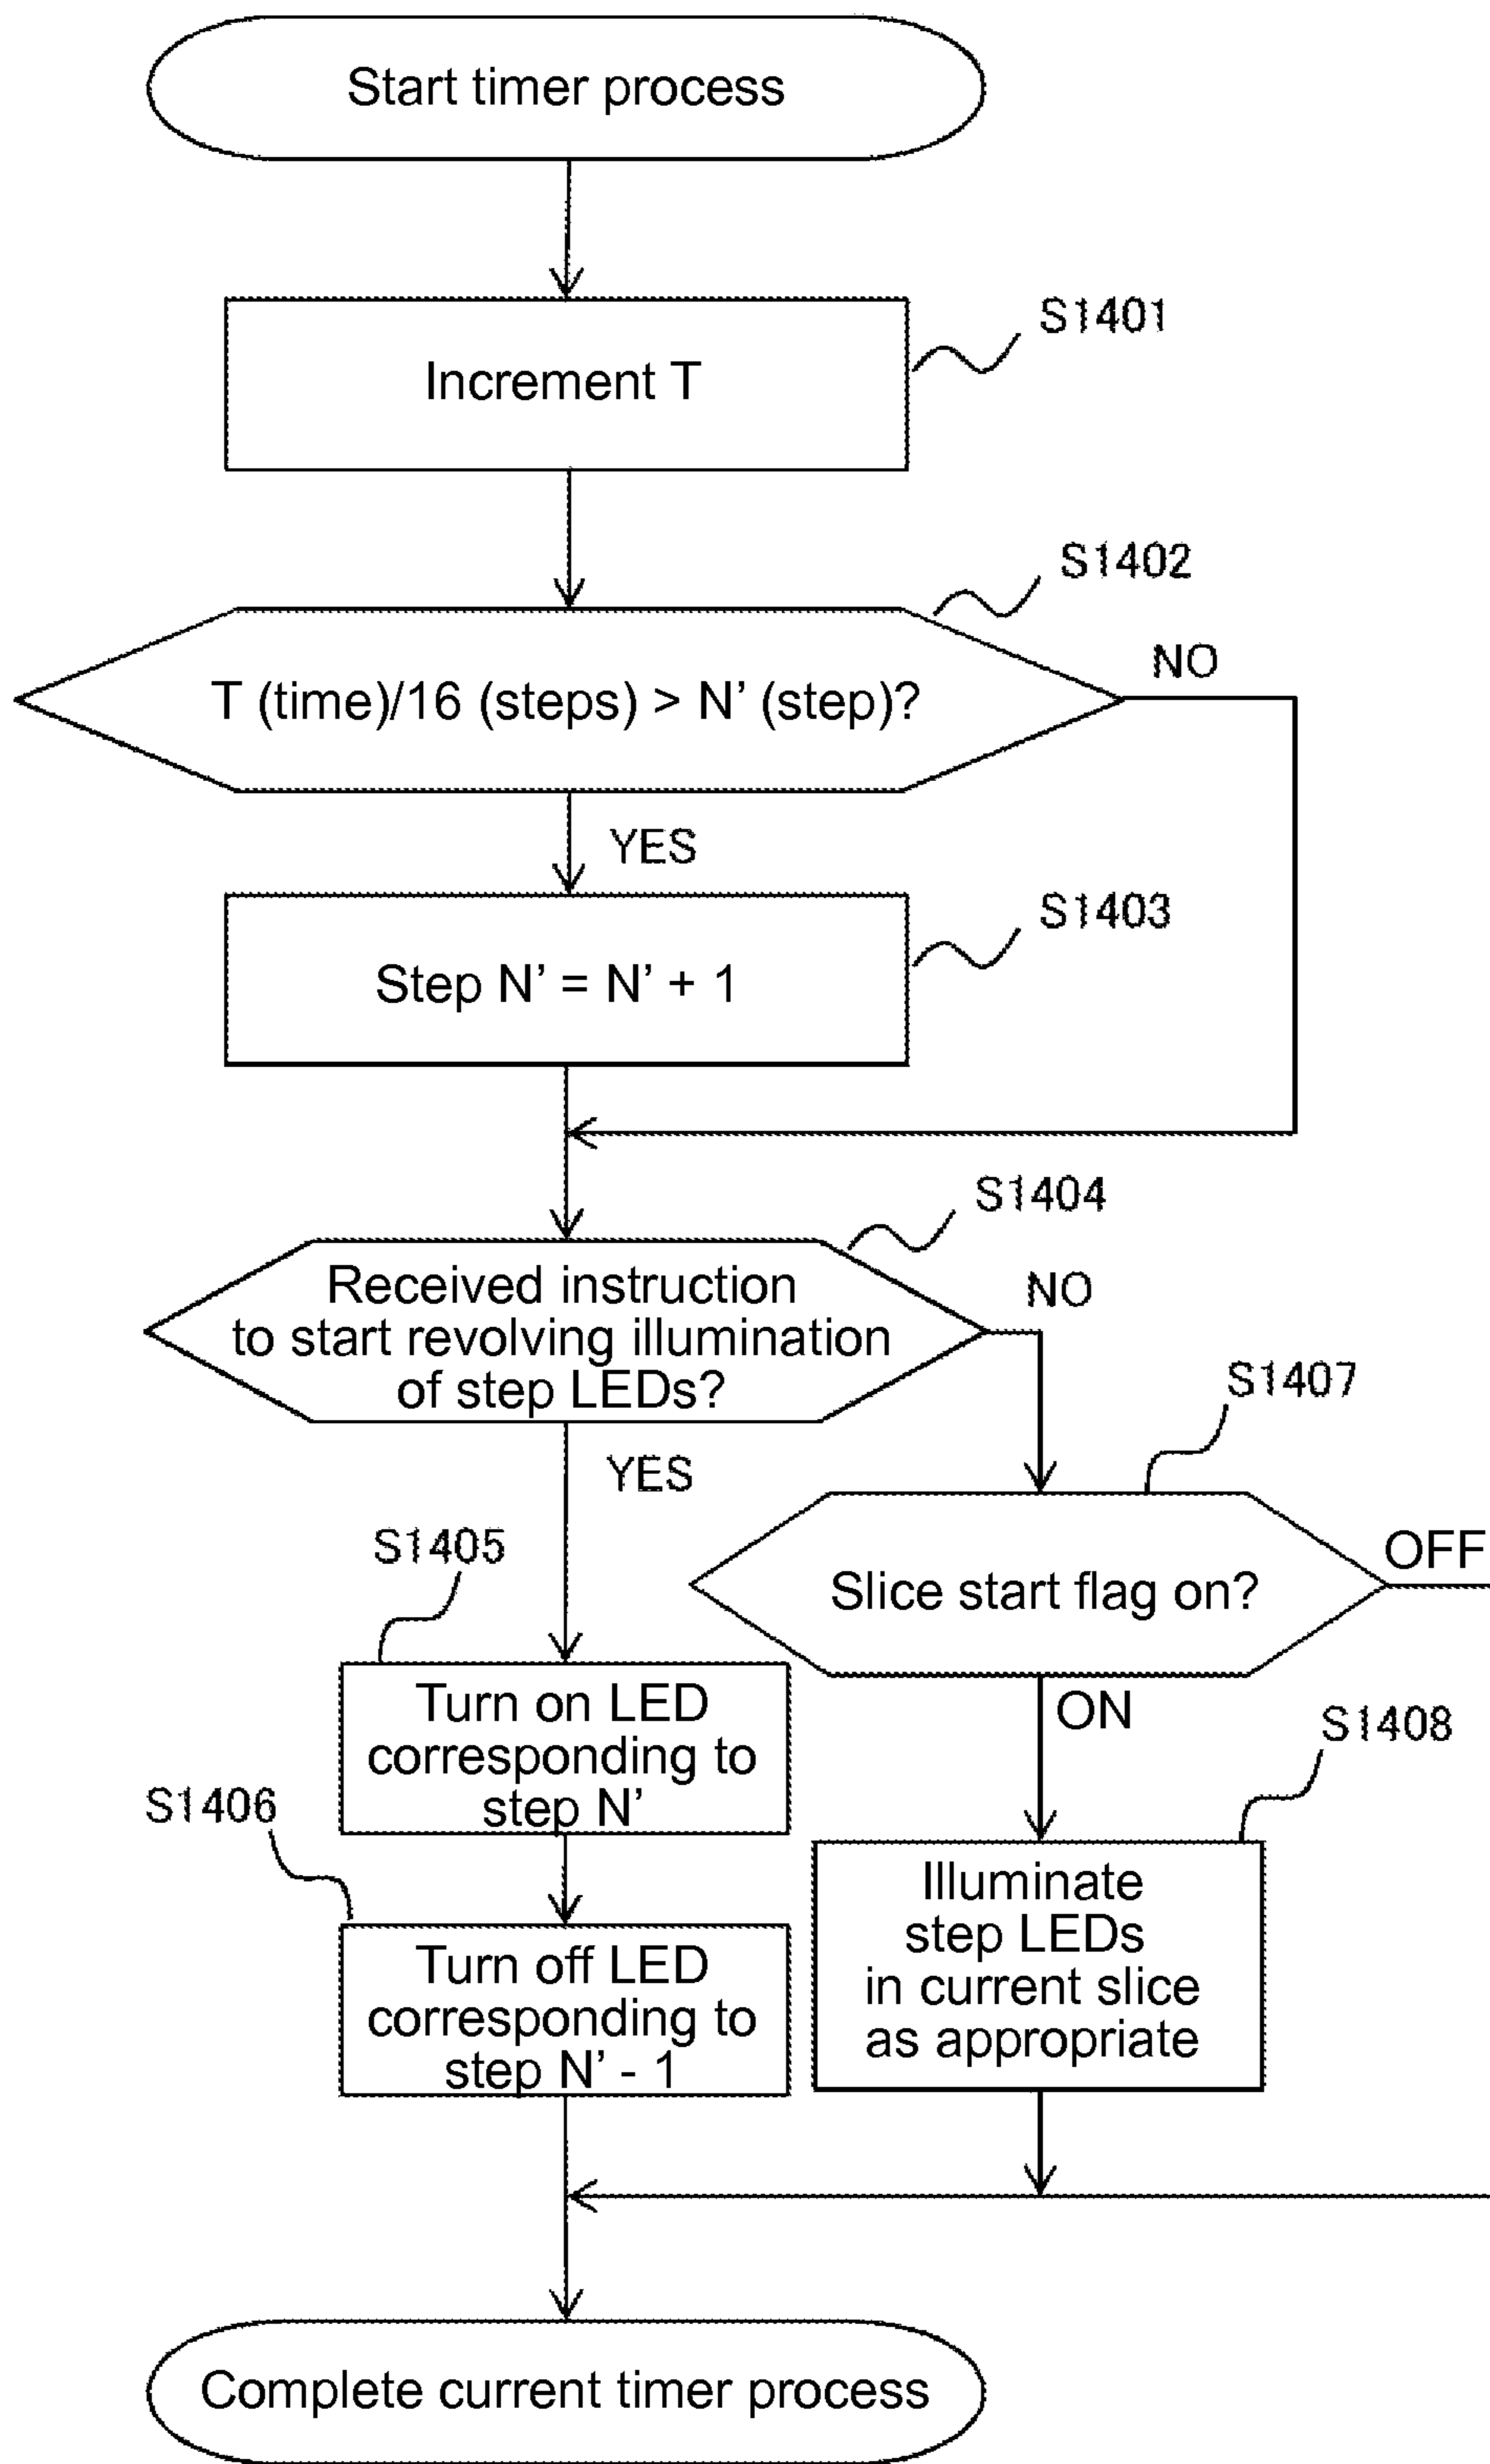 Start timer process
S1401
Increment T
S1402
T (time)/16 (steps) > N’ (step)?
NO
YES
S1403
Step N’ = N’ + 1
S1404
Received instruction
to start revolving illumination
of step LEDs?
NO
YES
S1407
Slice start flag on?
OFF
ON
S1405
Turn on LED
corresponding to
step N’
S1406
Turn off LED
corresponding to
step N’ - 1
S1408
Illuminate
step LEDs
in current slice
as appropriate
Complete current timer process